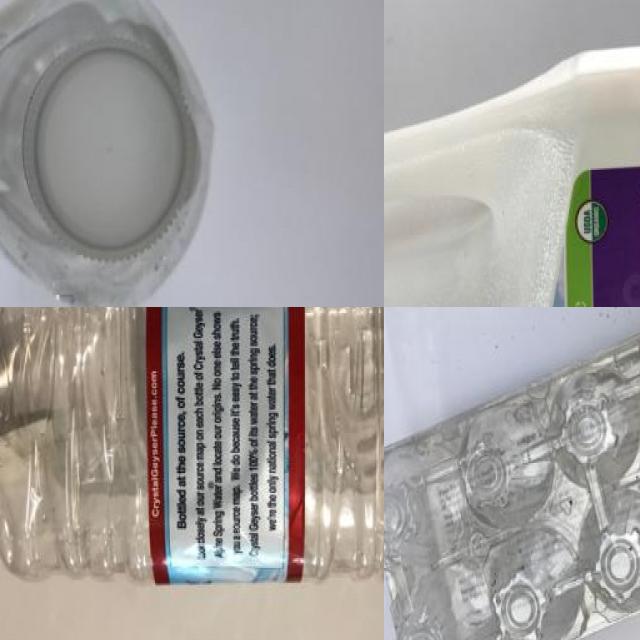 USDA
CrystalGeyserPlease.com
Bottled at the source, of course.
Look closely at our source map on each bottle of Crystal Geyser
Alpine Spring Water and locate our origins. No one else shows
you a source map. We do because it's easy to tell the truth.
Crystal Geyser bottles 100% of its water at the spring source;
we're the only national spring water that does.